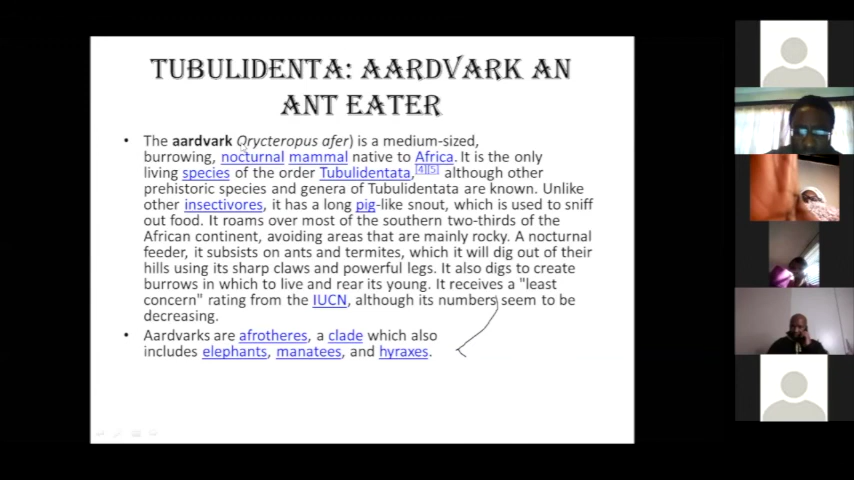 TUBULIDENTA: AARDVARK AN
ANT EATER
• The aardvark Orycteropus afer) is a medium-sized,
burrowing, nocturnal mammal native to Africa. It is the only
living species of the order Tubulidentata,[4][5] although other
prehistoric species and genera of Tubulidentata are known. Unlike
other insectivores, it has a long pig-like snout, which is used to sniff
out food. It roams over most of the southern two-thirds of the
African continent, avoiding areas that are mainly rocky. A nocturnal
feeder, it subsists on ants and termites, which it will dig out of their
hills using its sharp claws and powerful legs. It also digs to create
burrows in which to live and rear its young. It receives a "least
concern" rating from the IUCN, although its numbers seem to be
decreasing.
• Aardvarks are afrotheres, a clade which also
includes elephants, manatees, and hyraxes.